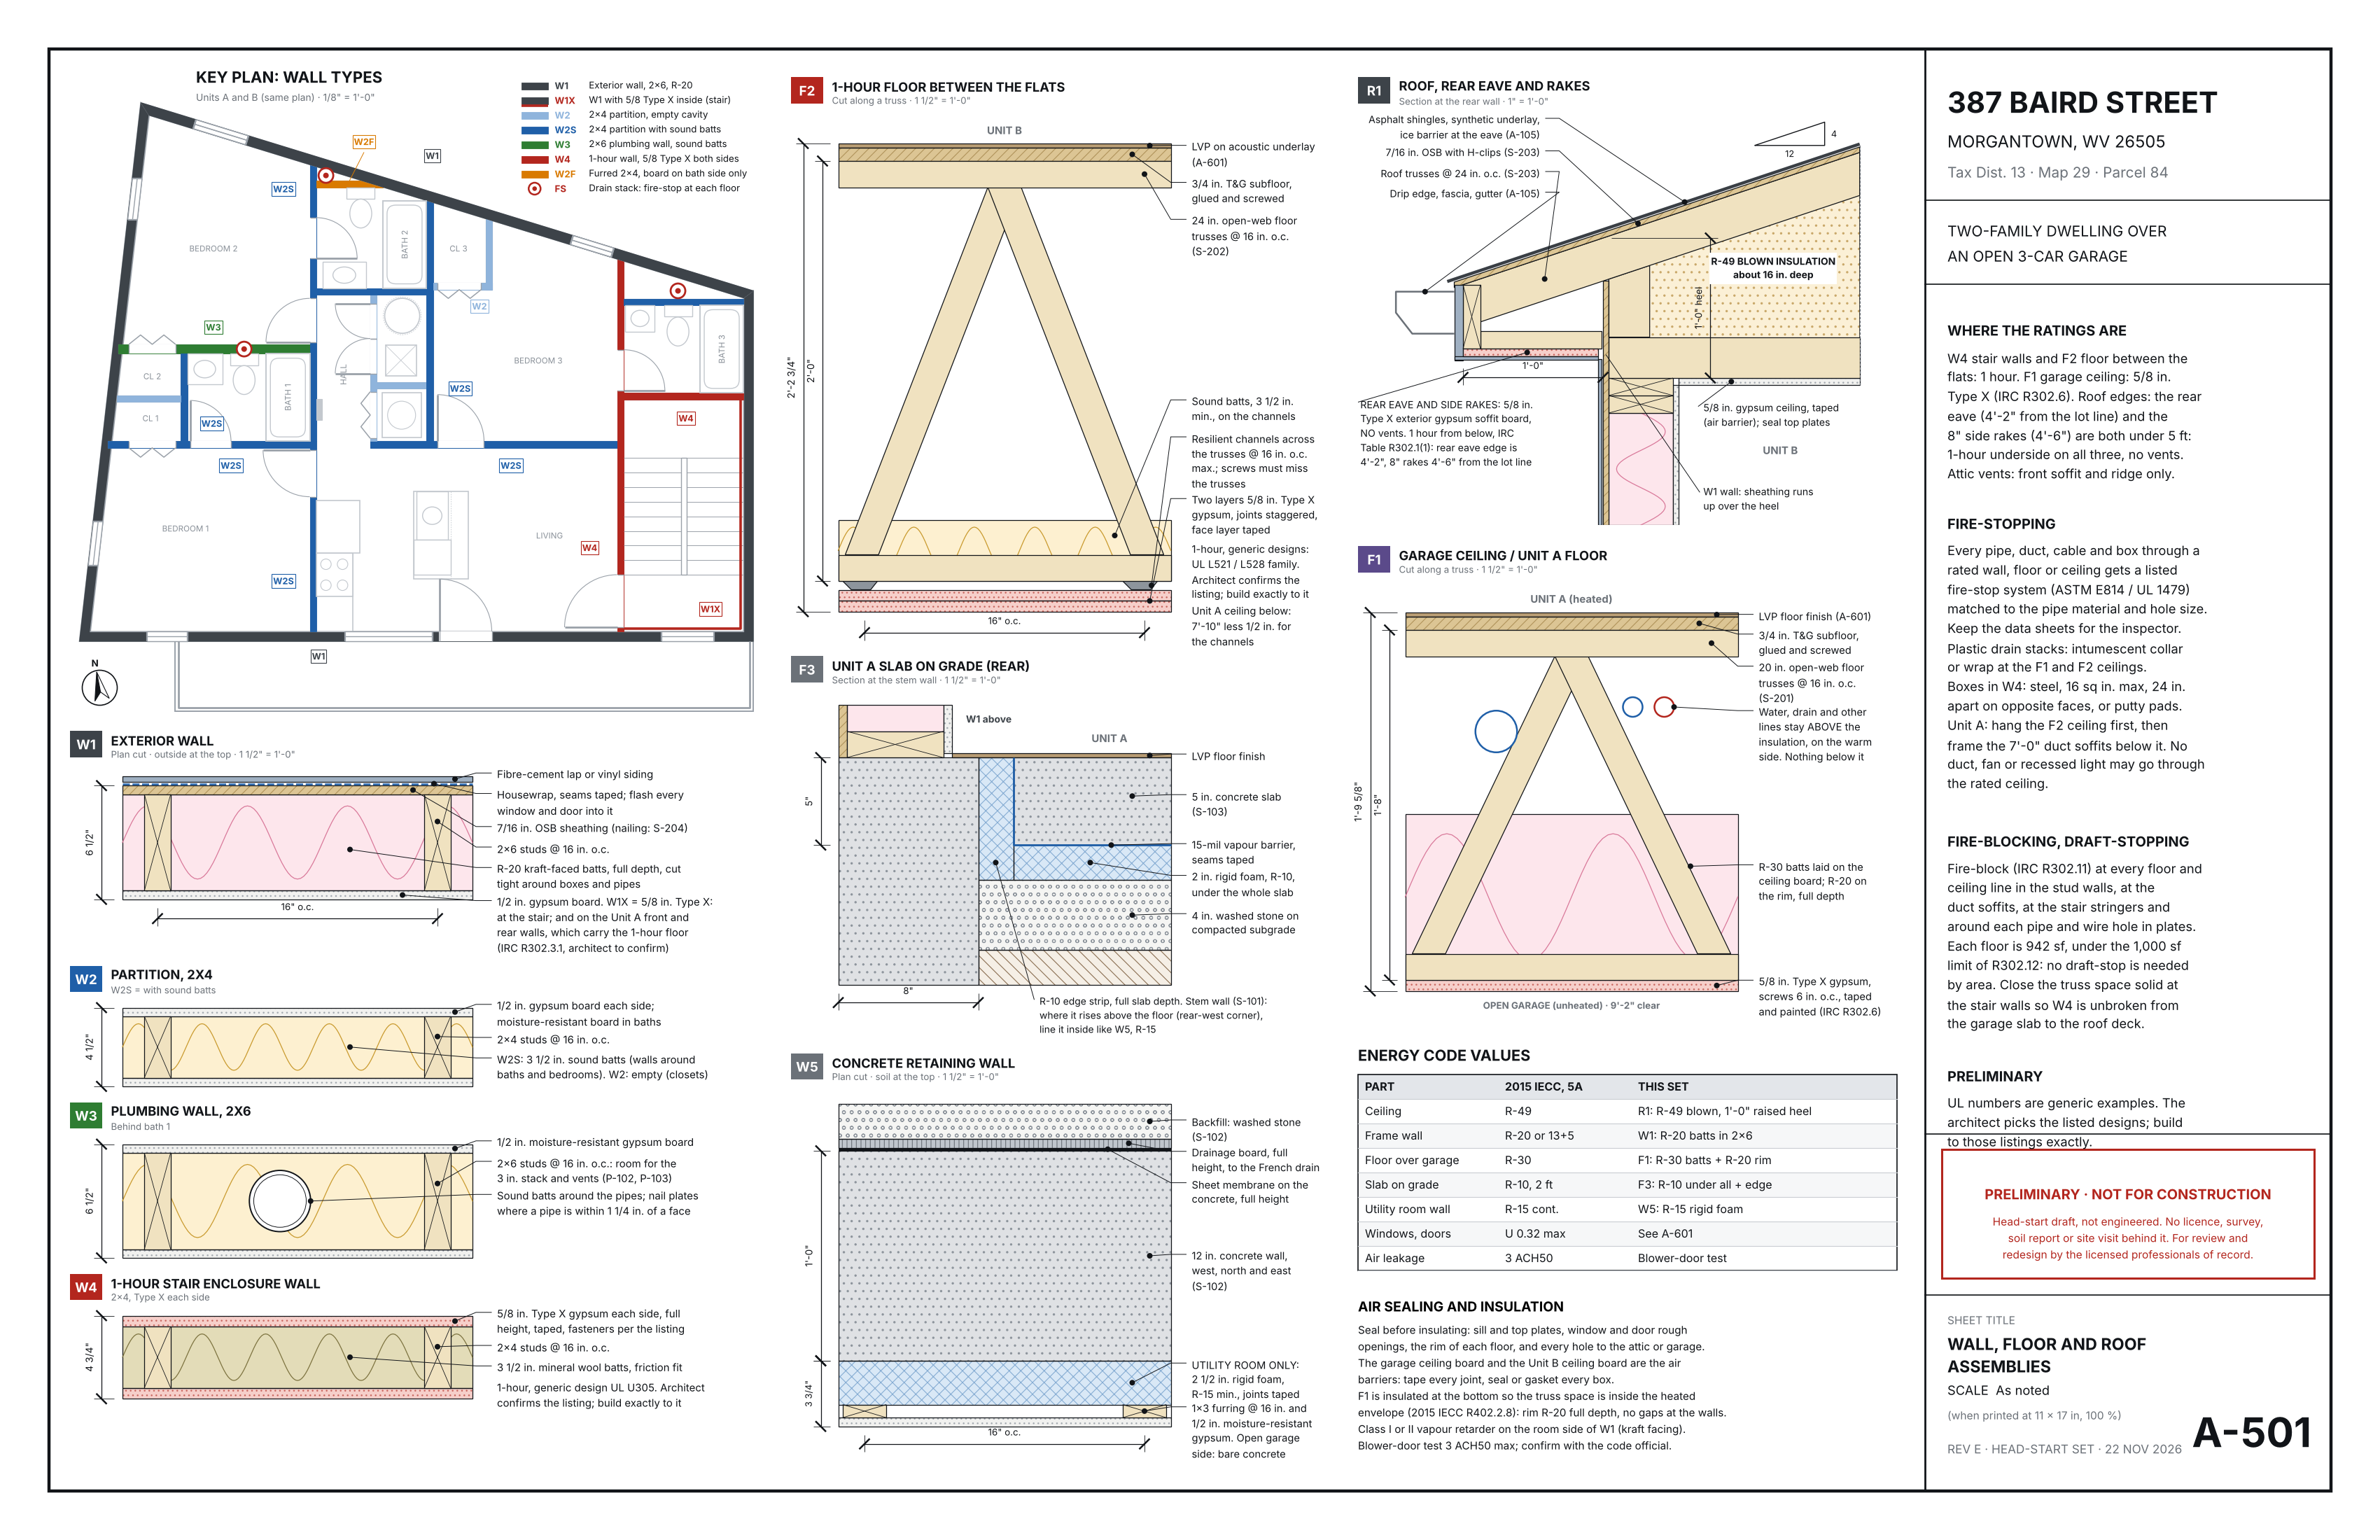 KEY PLAN: WALL TYPES
Units A and B (same plan) · 1/8" = 1'-0"
W1 Exterior wall, 2×6, R-20
W1X W1 with 5/8 Type X inside (stair)
W2 2×4 partition, empty cavity
W2S 2×4 partition with sound batts
W3 2×6 plumbing wall, sound batts
W4 1-hour wall, 5/8 Type X both sides
W2F Furred 2×4, board on bath side only
FS Drain stack: fire-stop at each floor
W2F
W1
W2S
BEDROOM 2
BATH 2
CL 3
W2
W3
BEDROOM 3
BATH 3
HALL
CL 2
BATH 1
W2S
CL 1
W2S
W4
W2S
W2S
BEDROOM 1
LIVING
W4
W2S
W1X
W1
N
W1
EXTERIOR WALL
Plan cut · outside at the top · 1 1/2" = 1'-0"
6 1/2"
16" o.c.
Fibre-cement lap or vinyl siding
Housewrap, seams taped; flash every
window and door into it
7/16 in. OSB sheathing (nailing: S-204)
2×6 studs @ 16 in. o.c.
R-20 kraft-faced batts, full depth, cut
tight around boxes and pipes
1/2 in. gypsum board. W1X = 5/8 in. Type X:
at the stair; and on the Unit A front and
rear walls, which carry the 1-hour floor
(IRC R302.3.1, architect to confirm)
W2
PARTITION, 2X4
W2S = with sound batts
4 1/2"
1/2 in. gypsum board each side;
moisture-resistant board in baths
2×4 studs @ 16 in. o.c.
W2S: 3 1/2 in. sound batts (walls around
baths and bedrooms). W2: empty (closets)
W3
PLUMBING WALL, 2X6
Behind bath 1
6 1/2"
1/2 in. moisture-resistant gypsum board
2×6 studs @ 16 in. o.c.: room for the
3 in. stack and vents (P-102, P-103)
Sound batts around the pipes; nail plates
where a pipe is within 1 1/4 in. of a face
W4
1-HOUR STAIR ENCLOSURE WALL
2×4, Type X each side
4 3/4"
5/8 in. Type X gypsum each side, full
height, taped, fasteners per the listing
2×4 studs @ 16 in. o.c.
3 1/2 in. mineral wool batts, friction fit
1-hour, generic design UL U305. Architect
confirms the listing; build exactly to it
F2
1-HOUR FLOOR BETWEEN THE FLATS
Cut along a truss · 1 1/2" = 1'-0"
UNIT B
2'-2 3/4"
2'-0"
16" o.c.
LVP on acoustic underlay
(A-601)
3/4 in. T&G subfloor,
glued and screwed
24 in. open-web floor
trusses @ 16 in. o.c.
(S-202)
Sound batts, 3 1/2 in.
min., on the channels
Resilient channels across
the trusses @ 16 in. o.c.
max.; screws must miss
the trusses
Two layers 5/8 in. Type X
gypsum, joints staggered,
face layer taped
1-hour, generic designs:
UL L521 / L528 family.
Architect confirms the
listing; build exactly to it
Unit A ceiling below:
7'-10" less 1/2 in. for
the channels
F3
UNIT A SLAB ON GRADE (REAR)
Section at the stem wall · 1 1/2" = 1'-0"
W1 above
UNIT A
5"
8"
LVP floor finish
5 in. concrete slab
(S-103)
15-mil vapour barrier,
seams taped
2 in. rigid foam, R-10,
under the whole slab
4 in. washed stone on
compacted subgrade
R-10 edge strip, full slab depth. Stem wall (S-101):
where it rises above the floor (rear-west corner),
line it inside like W5, R-15
W5
CONCRETE RETAINING WALL
Plan cut · soil at the top · 1 1/2" = 1'-0"
1'-0"
3 3/4"
16" o.c.
Backfill: washed stone
(S-102)
Drainage board, full
height, to the French drain
Sheet membrane on the
concrete, full height
12 in. concrete wall,
west, north and east
(S-102)
UTILITY ROOM ONLY:
2 1/2 in. rigid foam,
R-15 min., joints taped
1×3 furring @ 16 in. and
1/2 in. moisture-resistant
gypsum. Open garage
side: bare concrete
R1
ROOF, REAR EAVE AND RAKES
Section at the rear wall · 1" = 1'-0"
Asphalt shingles, synthetic underlay,
ice barrier at the eave (A-105)
7/16 in. OSB with H-clips (S-203)
Roof trusses @ 24 in. o.c. (S-203)
Drip edge, fascia, gutter (A-105)
4
12
R-49 BLOWN INSULATION
about 16 in. deep
1'-0" heel
1'-0"
REAR EAVE AND SIDE RAKES: 5/8 in.
Type X exterior gypsum soffit board,
NO vents. 1 hour from below, IRC
Table R302.1(1): rear eave edge is
4'-2", 8" rakes 4'-6" from the lot line
5/8 in. gypsum ceiling, taped
(air barrier); seal top plates
UNIT B
W1 wall: sheathing runs
up over the heel
F1
GARAGE CEILING / UNIT A FLOOR
Cut along a truss · 1 1/2" = 1'-0"
UNIT A (heated)
1'-9 5/8"
1'-8"
LVP floor finish (A-601)
3/4 in. T&G subfloor,
glued and screwed
20 in. open-web floor
trusses @ 16 in. o.c.
(S-201)
Water, drain and other
lines stay ABOVE the
insulation, on the warm
side. Nothing below it
R-30 batts laid on the
ceiling board; R-20 on
the rim, full depth
5/8 in. Type X gypsum,
screws 6 in. o.c., taped
and painted (IRC R302.6)
OPEN GARAGE (unheated) · 9'-2" clear
ENERGY CODE VALUES
PART 2015 IECC, 5A THIS SET
Ceiling R-49 R1: R-49 blown, 1'-0" raised heel
Frame wall R-20 or 13+5 W1: R-20 batts in 2×6
Floor over garage R-30 F1: R-30 batts + R-20 rim
Slab on grade R-10, 2 ft F3: R-10 under all + edge
Utility room wall R-15 cont. W5: R-15 rigid foam
Windows, doors U 0.32 max See A-601
Air leakage 3 ACH50 Blower-door test
AIR SEALING AND INSULATION
Seal before insulating: sill and top plates, window and door rough
openings, the rim of each floor, and every hole to the attic or garage.
The garage ceiling board and the Unit B ceiling board are the air
barriers: tape every joint, seal or gasket every box.
F1 is insulated at the bottom so the truss space is inside the heated
envelope (2015 IECC R402.2.8): rim R-20 full depth, no gaps at the walls.
Class I or II vapour retarder on the room side of W1 (kraft facing).
Blower-door test 3 ACH50 max; confirm with the code official.
387 BAIRD STREET
MORGANTOWN, WV 26505
Tax Dist. 13 · Map 29 · Parcel 84
TWO-FAMILY DWELLING OVER
AN OPEN 3-CAR GARAGE
WHERE THE RATINGS ARE
W4 stair walls and F2 floor between the
flats: 1 hour. F1 garage ceiling: 5/8 in.
Type X (IRC R302.6). Roof edges: the rear
eave (4'-2" from the lot line) and the
8" side rakes (4'-6") are both under 5 ft:
1-hour underside on all three, no vents.
Attic vents: front soffit and ridge only.
FIRE-STOPPING
Every pipe, duct, cable and box through a
rated wall, floor or ceiling gets a listed
fire-stop system (ASTM E814 / UL 1479)
matched to the pipe material and hole size.
Keep the data sheets for the inspector.
Plastic drain stacks: intumescent collar
or wrap at the F1 and F2 ceilings.
Boxes in W4: steel, 16 sq in. max, 24 in.
apart on opposite faces, or putty pads.
Unit A: hang the F2 ceiling first, then
frame the 7'-0" duct soffits below it. No
duct, fan or recessed light may go through
the rated ceiling.
FIRE-BLOCKING, DRAFT-STOPPING
Fire-block (IRC R302.11) at every floor and
ceiling line in the stud walls, at the
duct soffits, at the stair stringers and
around each pipe and wire hole in plates.
Each floor is 942 sf, under the 1,000 sf
limit of R302.12: no draft-stop is needed
by area. Close the truss space solid at
the stair walls so W4 is unbroken from
the garage slab to the roof deck.
PRELIMINARY
UL numbers are generic examples. The
architect picks the listed designs; build
to those listings exactly.
PRELIMINARY · NOT FOR CONSTRUCTION
Head-start draft, not engineered. No licence, survey,
soil report or site visit behind it. For review and
redesign by the licensed professionals of record.
SHEET TITLE
WALL, FLOOR AND ROOF
ASSEMBLIES
SCALE As noted
(when printed at 11 × 17 in, 100 %)
REV E · HEAD-START SET · 22 NOV 2026
A-501